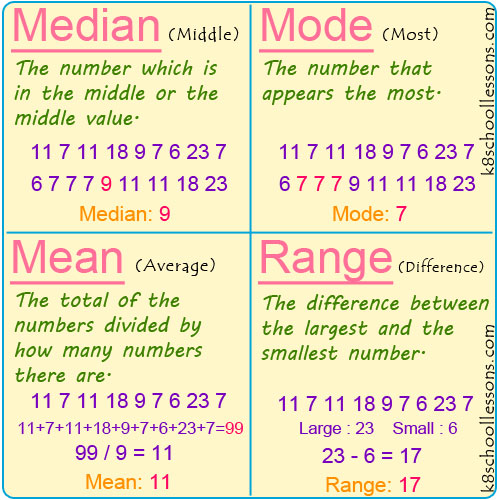 Median (Middle)
The number which is
in the middle or the
middle value.
11 7 11 18 9 7 6 23 7
6 7 7 7 9 11 11 18 23
Median: 9
Mode (Most)
The number that
appears the most.
11 7 11 18 9 7 6 23 7
6 7 7 7 9 11 11 18 23
Mode: 7
k8schoollessons.com
Mean (Average)
The total of the
numbers divided by
how many numbers
there are.
11 7 11 18 9 7 6 23 7
11+7+11+18+9+7+6+23+7=99
99 / 9 = 11
Mean: 11
Range (Difference)
The difference between
the largest and the
smallest number.
11 7 11 18 9 7 6 23 7
Large : 23 Small : 6
23 - 6 = 17
Range: 17
k8schoollessons.com